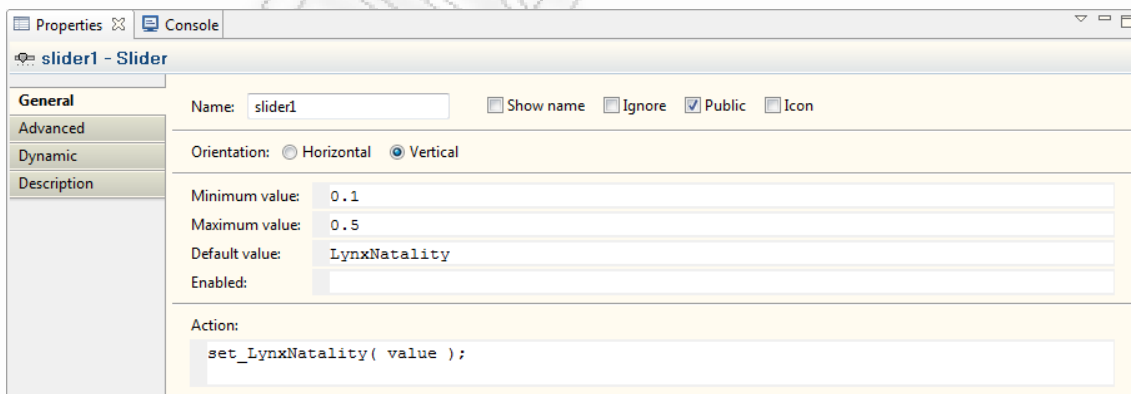 Properties Console
slider1 - Slider
General
Advanced
Dynamic
Description
Name: slider1 Show name Ignore Public Icon
Orientation: Horizontal Vertical
Minimum value: 0.1
Maximum value: 0.5
Default value: LynxNatality
Enabled:
Action:
set_LynxNatality( value );